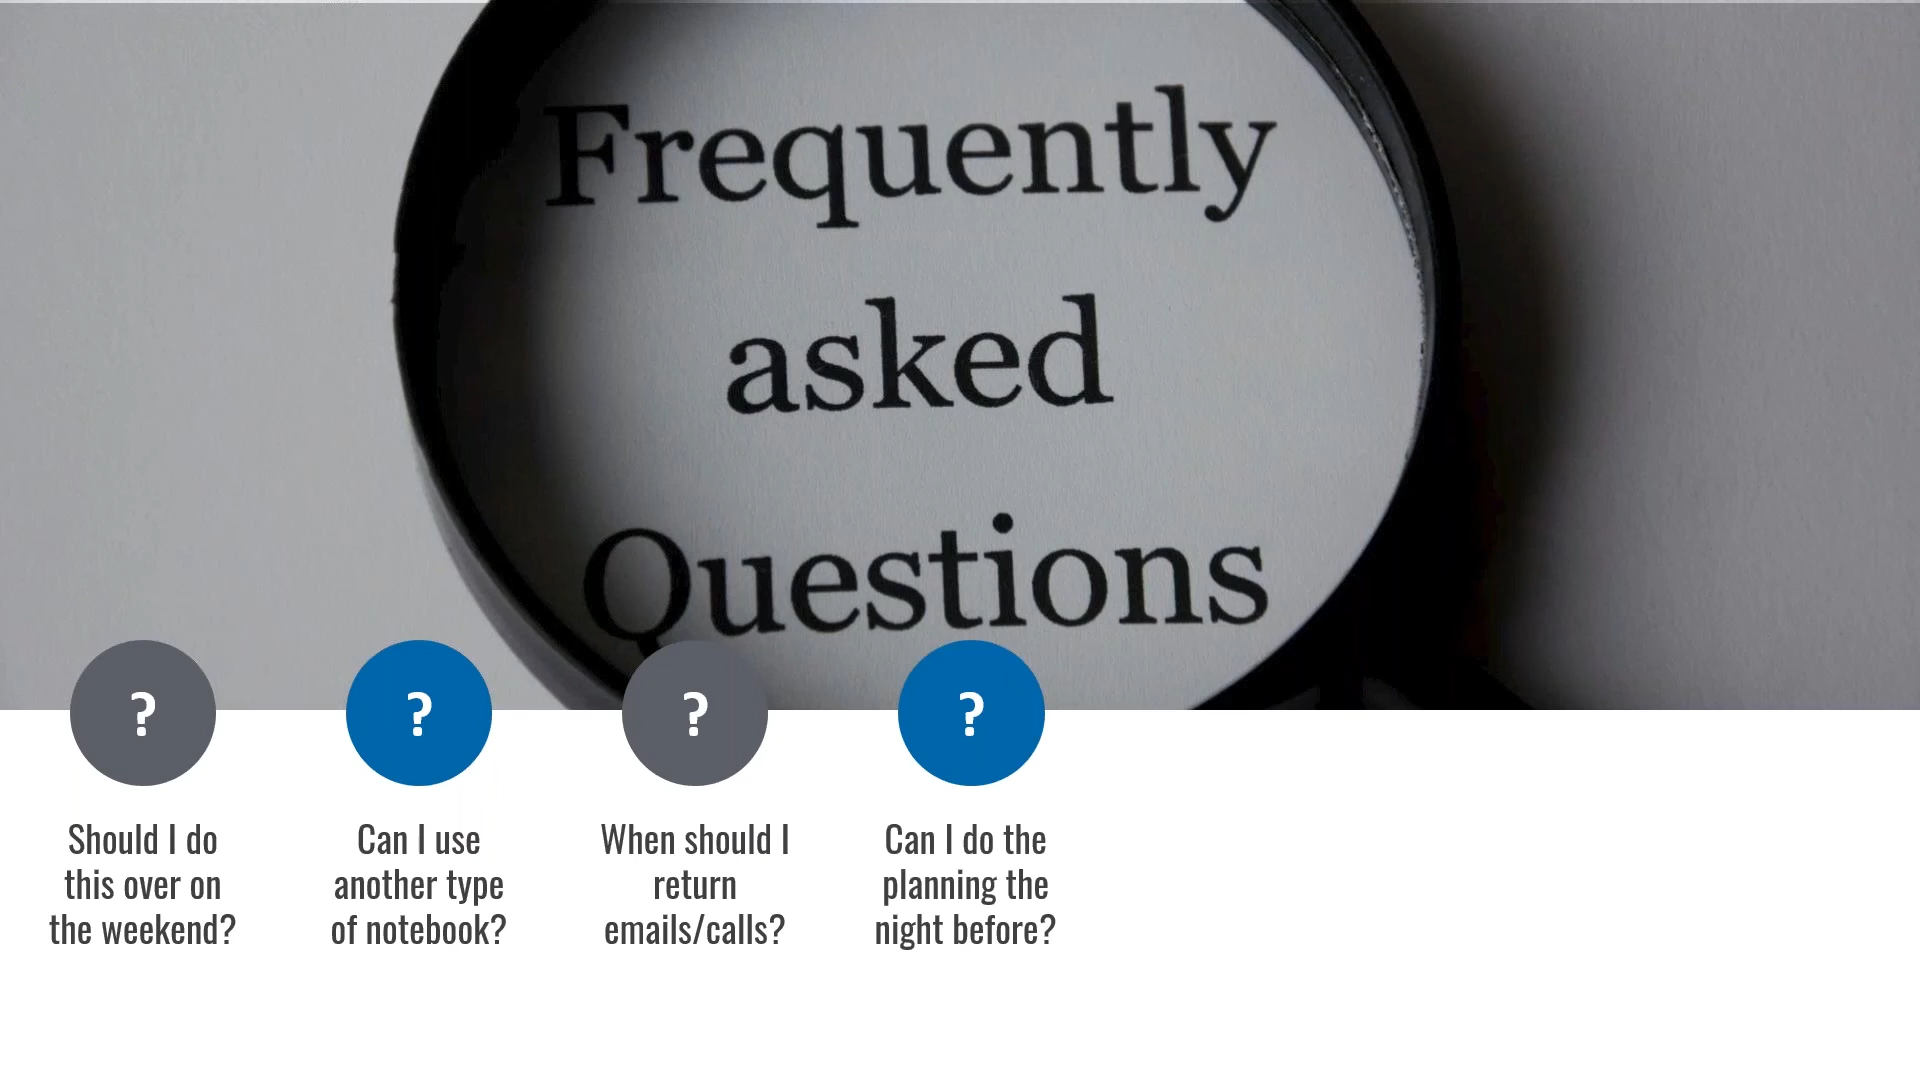 Frequently
asked
Questions
?
?
?
?
Should I do
this over on
the weekend?
Can I use
another type
of notebook?
When should I
return
emails/calls?
Can I do the
planning the
night before?